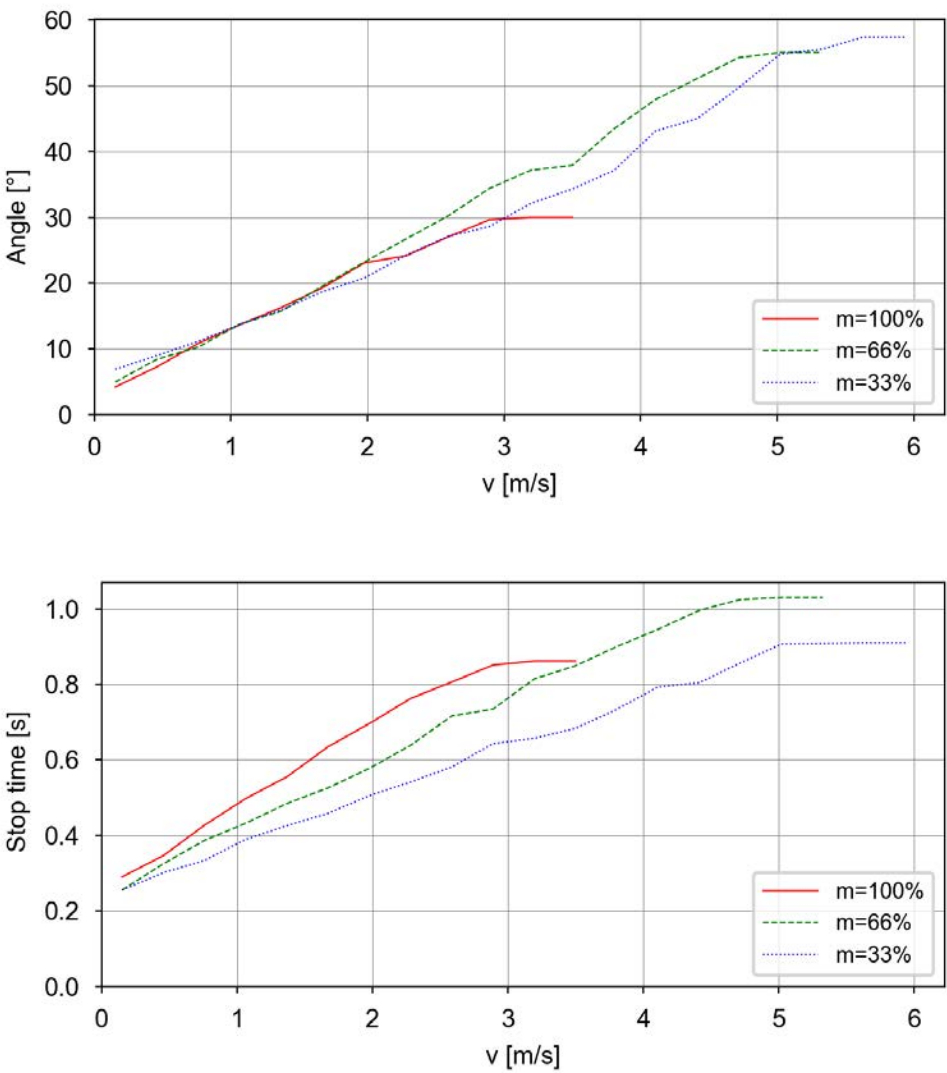 60
50
40
30
20
10
0
Angle [°]
0 1 2 3 4 5 6
v [m/s]
m=100%
m=66%
m=33%
1.0
0.8
0.6
0.4
0.2
0.0
Stop time [s]
0 1 2 3 4 5 6
v [m/s]
m=100%
m=66%
m=33%